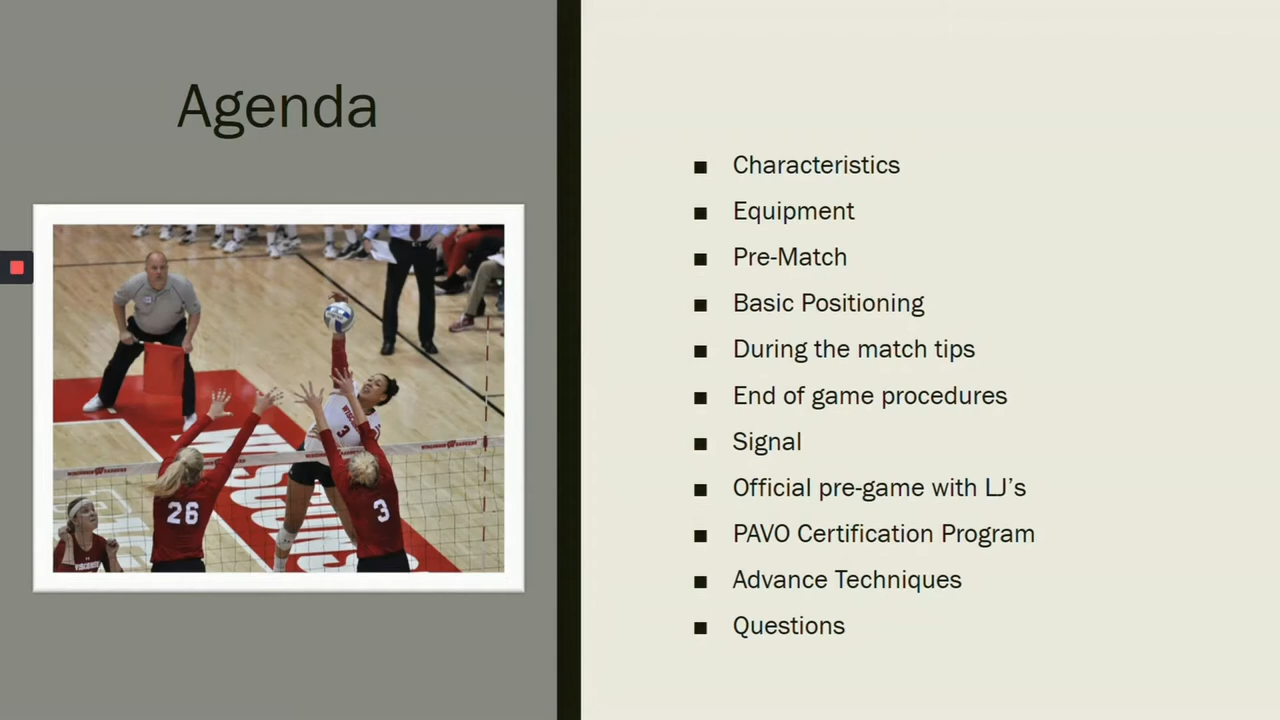 Agenda
Characteristics
Equipment
Pre-Match
Basic Positioning
During the match tips
End of game procedures
Signal
Official pre-game with LJ's
PAVO Certification Program
Advance Techniques
Questions
26
3
3